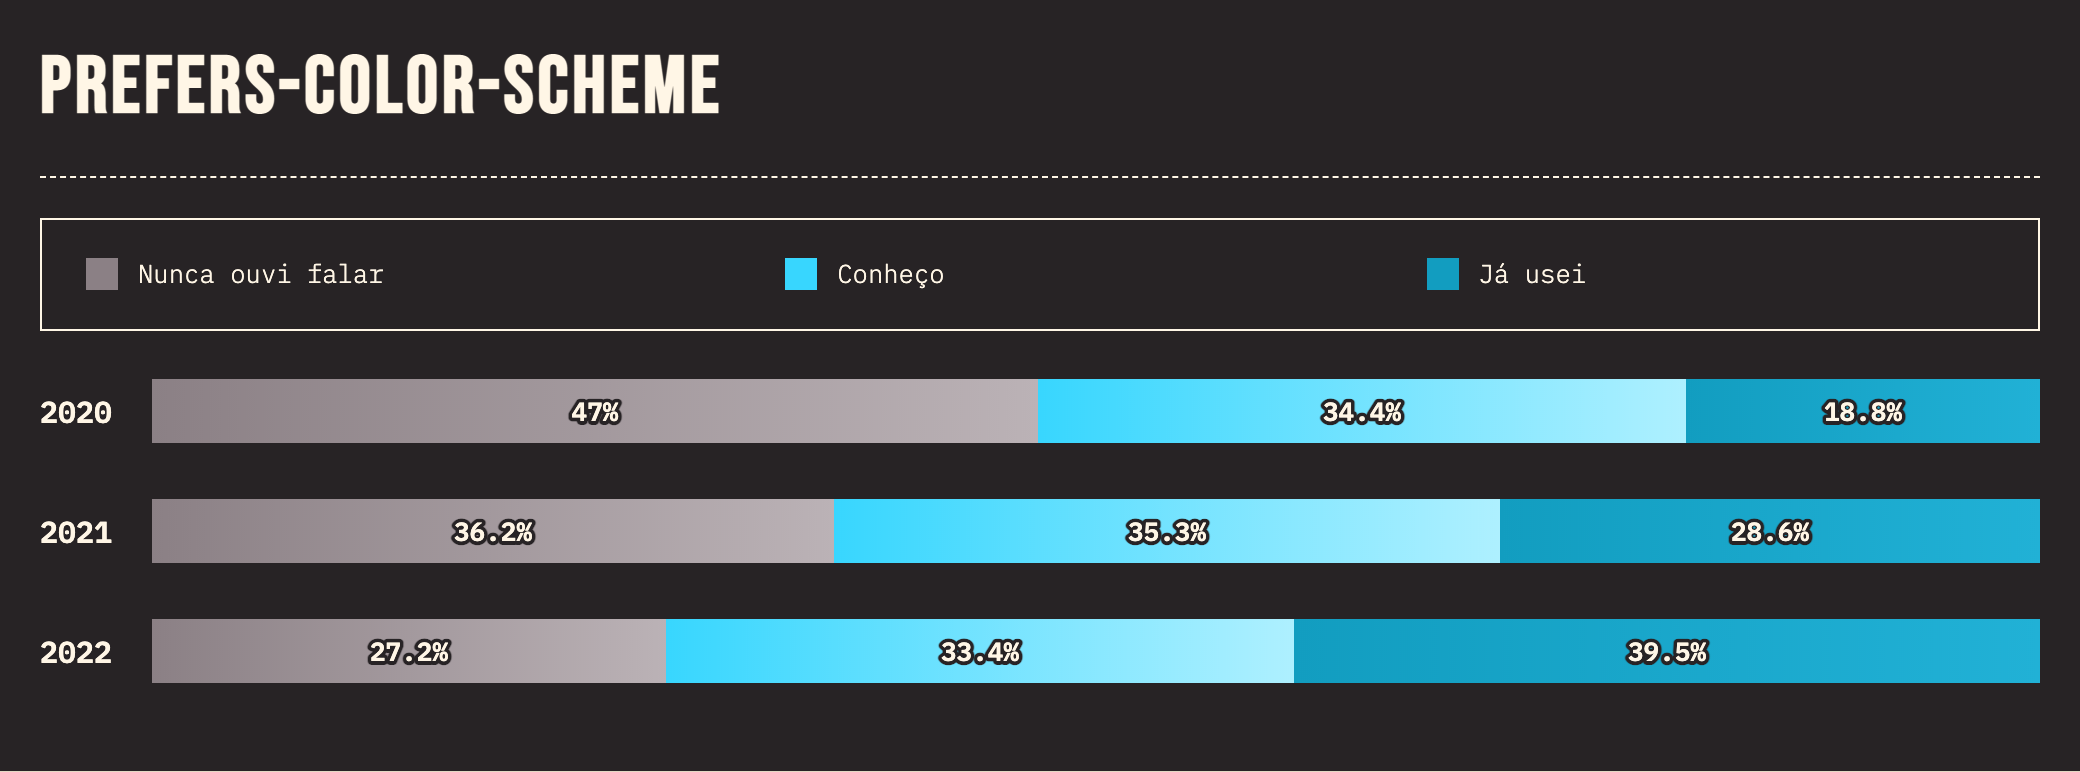 PREFERS-COLOR-SCHEME
Nunca ouvi falar Conheço Já usei
2020 47% 34.4% 18.8%
2021 36.2% 35.3% 28.6%
2022 27.2% 33.4% 39.5%